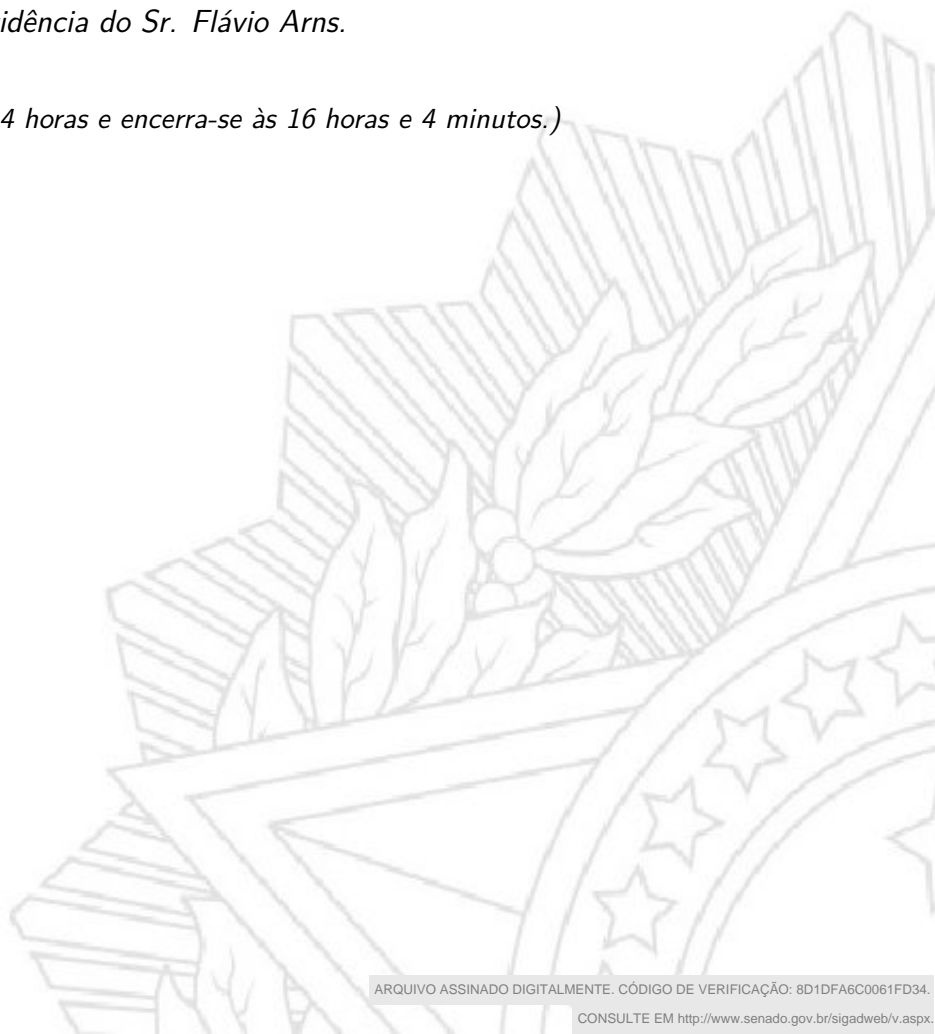 idência do Sr. Flávio Arns.
4 horas e encerra-se às 16 horas e 4 minutos.)
ARQUIVO ASSINADO DIGITALMENTE. CÓDIGO DE VERIFICAÇÃO: 8D1DFA6C0061FD34.
CONSULTE EM http://www.senado.gov.br/sigadweb/v.aspx.